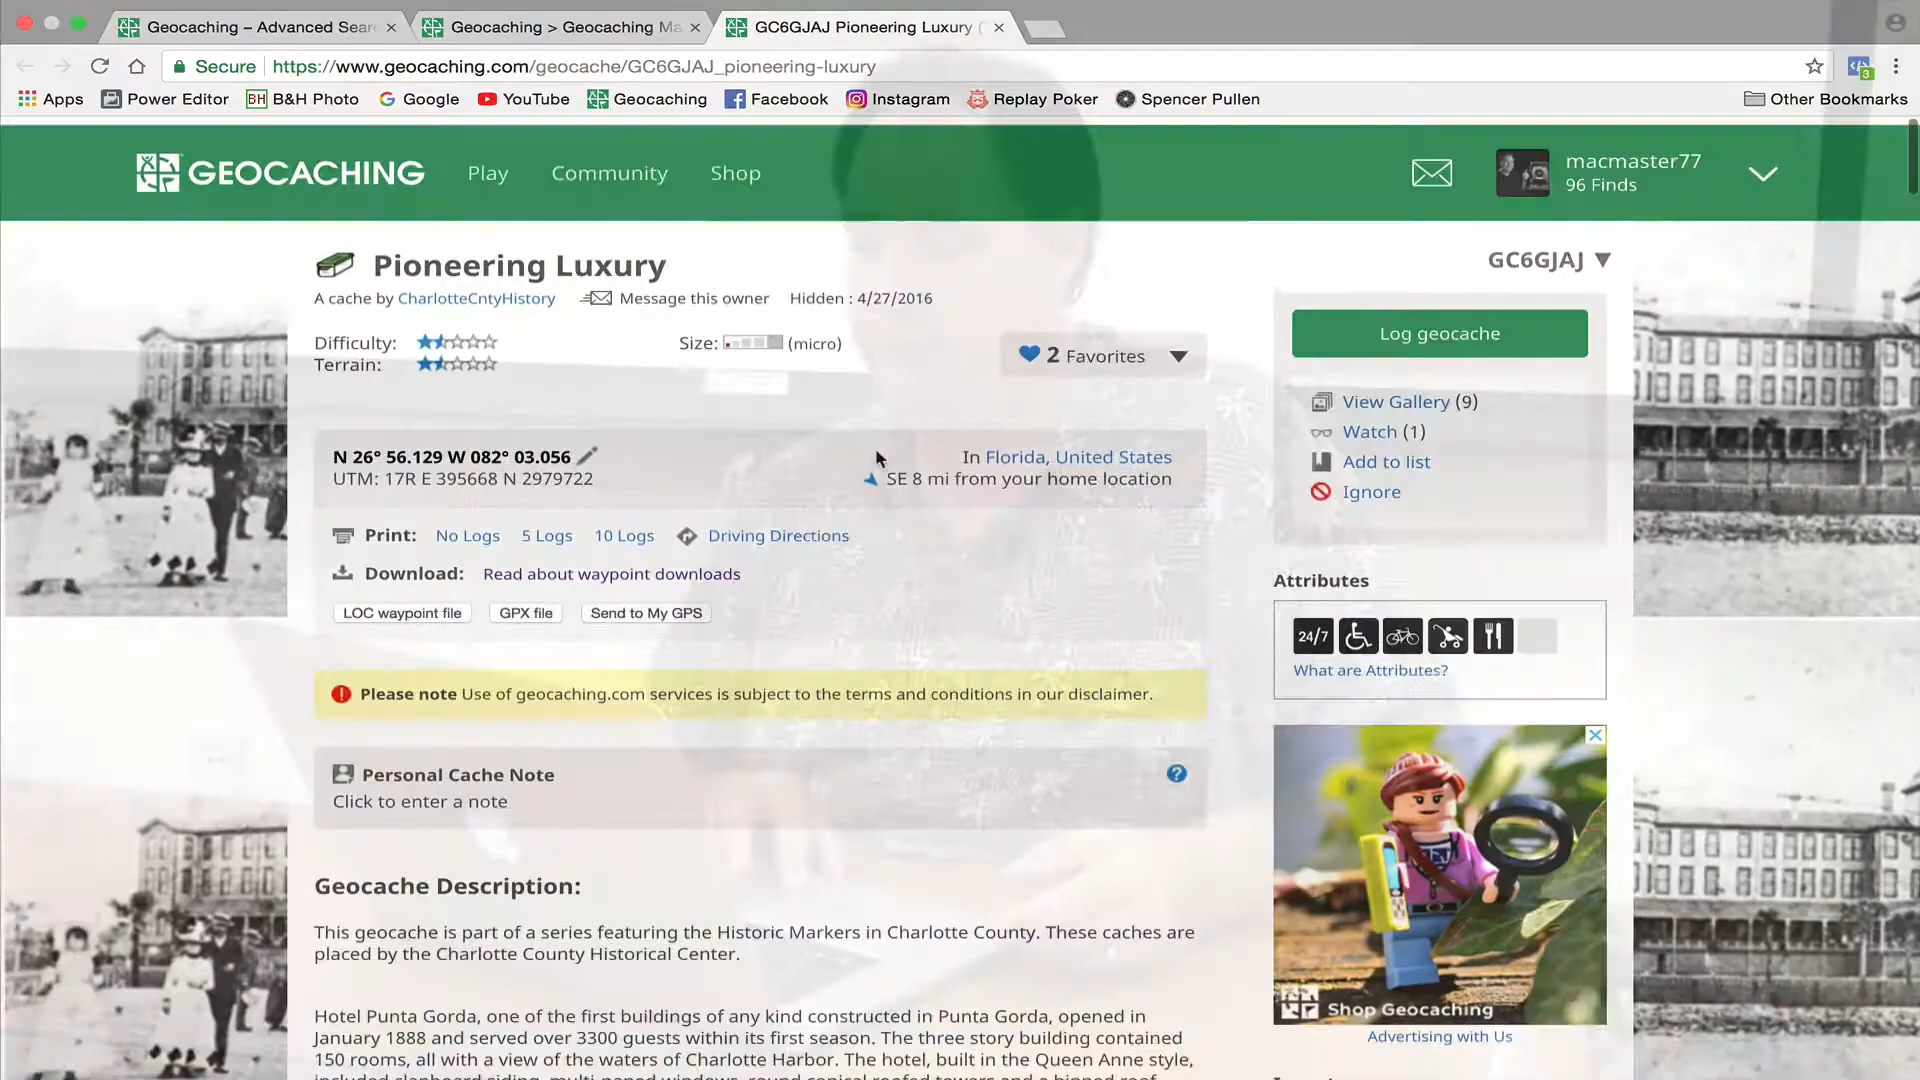 Geocaching – Advanced Sear
Geocaching > Geocaching Ma
GC6GJAJ Pioneering Luxury (
Secure
https://www.geocaching.com/geocache/GC6GJAJ_pioneering-luxury
3
Apps
Power Editor
BH B&H Photo
Google
YouTube
Geocaching
Facebook
Instagram
Replay Poker
Spencer Pullen
Other Bookmarks
GEOCACHING
Play
Community
Shop
macmaster77
96 Finds
Pioneering Luxury
A cache by CharlotteCntyHistory
Message this owner
Hidden : 4/27/2016
Difficulty:
Terrain:
Size: (micro)
2 Favorites
N 26° 56.129 W 082° 03.056
UTM: 17R E 395668 N 2979722
In Florida, United States
SE 8 mi from your home location
Print: No Logs 5 Logs 10 Logs Driving Directions
Download: Read about waypoint downloads
LOC waypoint file
GPX file
Send to My GPS
Please note Use of geocaching.com services is subject to the terms and conditions in our disclaimer.
Personal Cache Note
Click to enter a note
Geocache Description:
This geocache is part of a series featuring the Historic Markers in Charlotte County. These caches are
placed by the Charlotte County Historical Center.
Hotel Punta Gorda, one of the first buildings of any kind constructed in Punta Gorda, opened in
January 1888 and served over 3300 guests within its first season. The three story building contained
150 rooms, all with a view of the waters of Charlotte Harbor. The hotel, built in the Queen Anne style,
GC6GJAJ
Log geocache
View Gallery (9)
Watch (1)
Add to list
Ignore
Attributes
24/7
What are Attributes?
Shop Geocaching
Advertising with Us